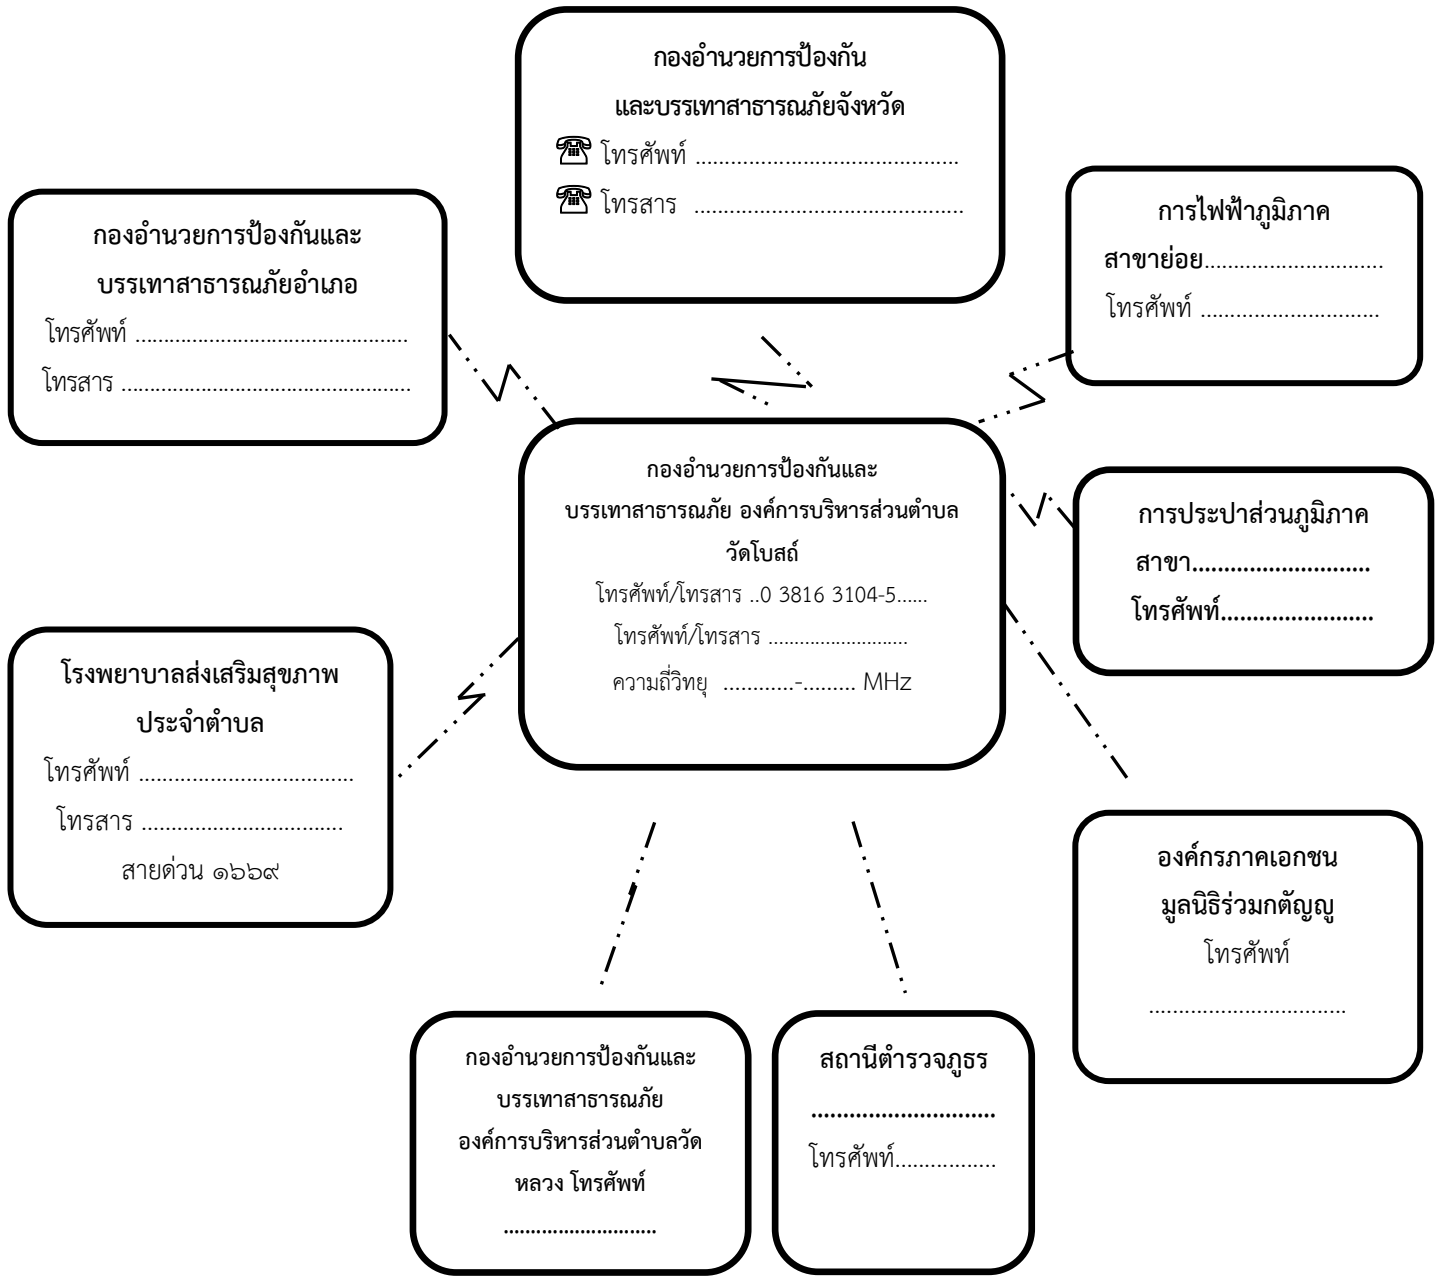 กองอำนวยการป้องกัน
และบรรเทาสาธารณภัยจังหวัด
โทรศัพท์ ............................................
โทรสาร .............................................
กองอำนวยการป้องกันและ
บรรเทาสาธารณภัยอำเภอ
โทรศัพท์ ...............................................
โทรสาร .................................................
การไฟฟ้าภูมิภาค
สาขาย่อย..............................
โทรศัพท์ ..............................
กองอำนวยการป้องกันและ
บรรเทาสาธารณภัย องค์การบริหารส่วนตำบล
วัดโบสถ์
โทรศัพท์/โทรสาร ..0 3816 3104-5......
โทรศัพท์/โทรสาร ..........................
ความถี่วิทยุ ............-......... MHz
การประปาส่วนภูมิภาค
สาขา.............................
โทรศัพท์.........................
โรงพยาบาลส่งเสริมสุขภาพ
ประจำตำบล
โทรศัพท์ ....................................
โทรสาร ..................................
สายด่วน ๑๖๖๙
องค์กรภาคเอกชน
มูลนิธิร่วมกตัญญู
โทรศัพท์
.................................
กองอำนวยการป้องกันและ
บรรเทาสาธารณภัย
องค์การบริหารส่วนตำบลวัด
หลวง โทรศัพท์
............................
สถานีตำรวจภูธร
..............................
โทรศัพท์.................